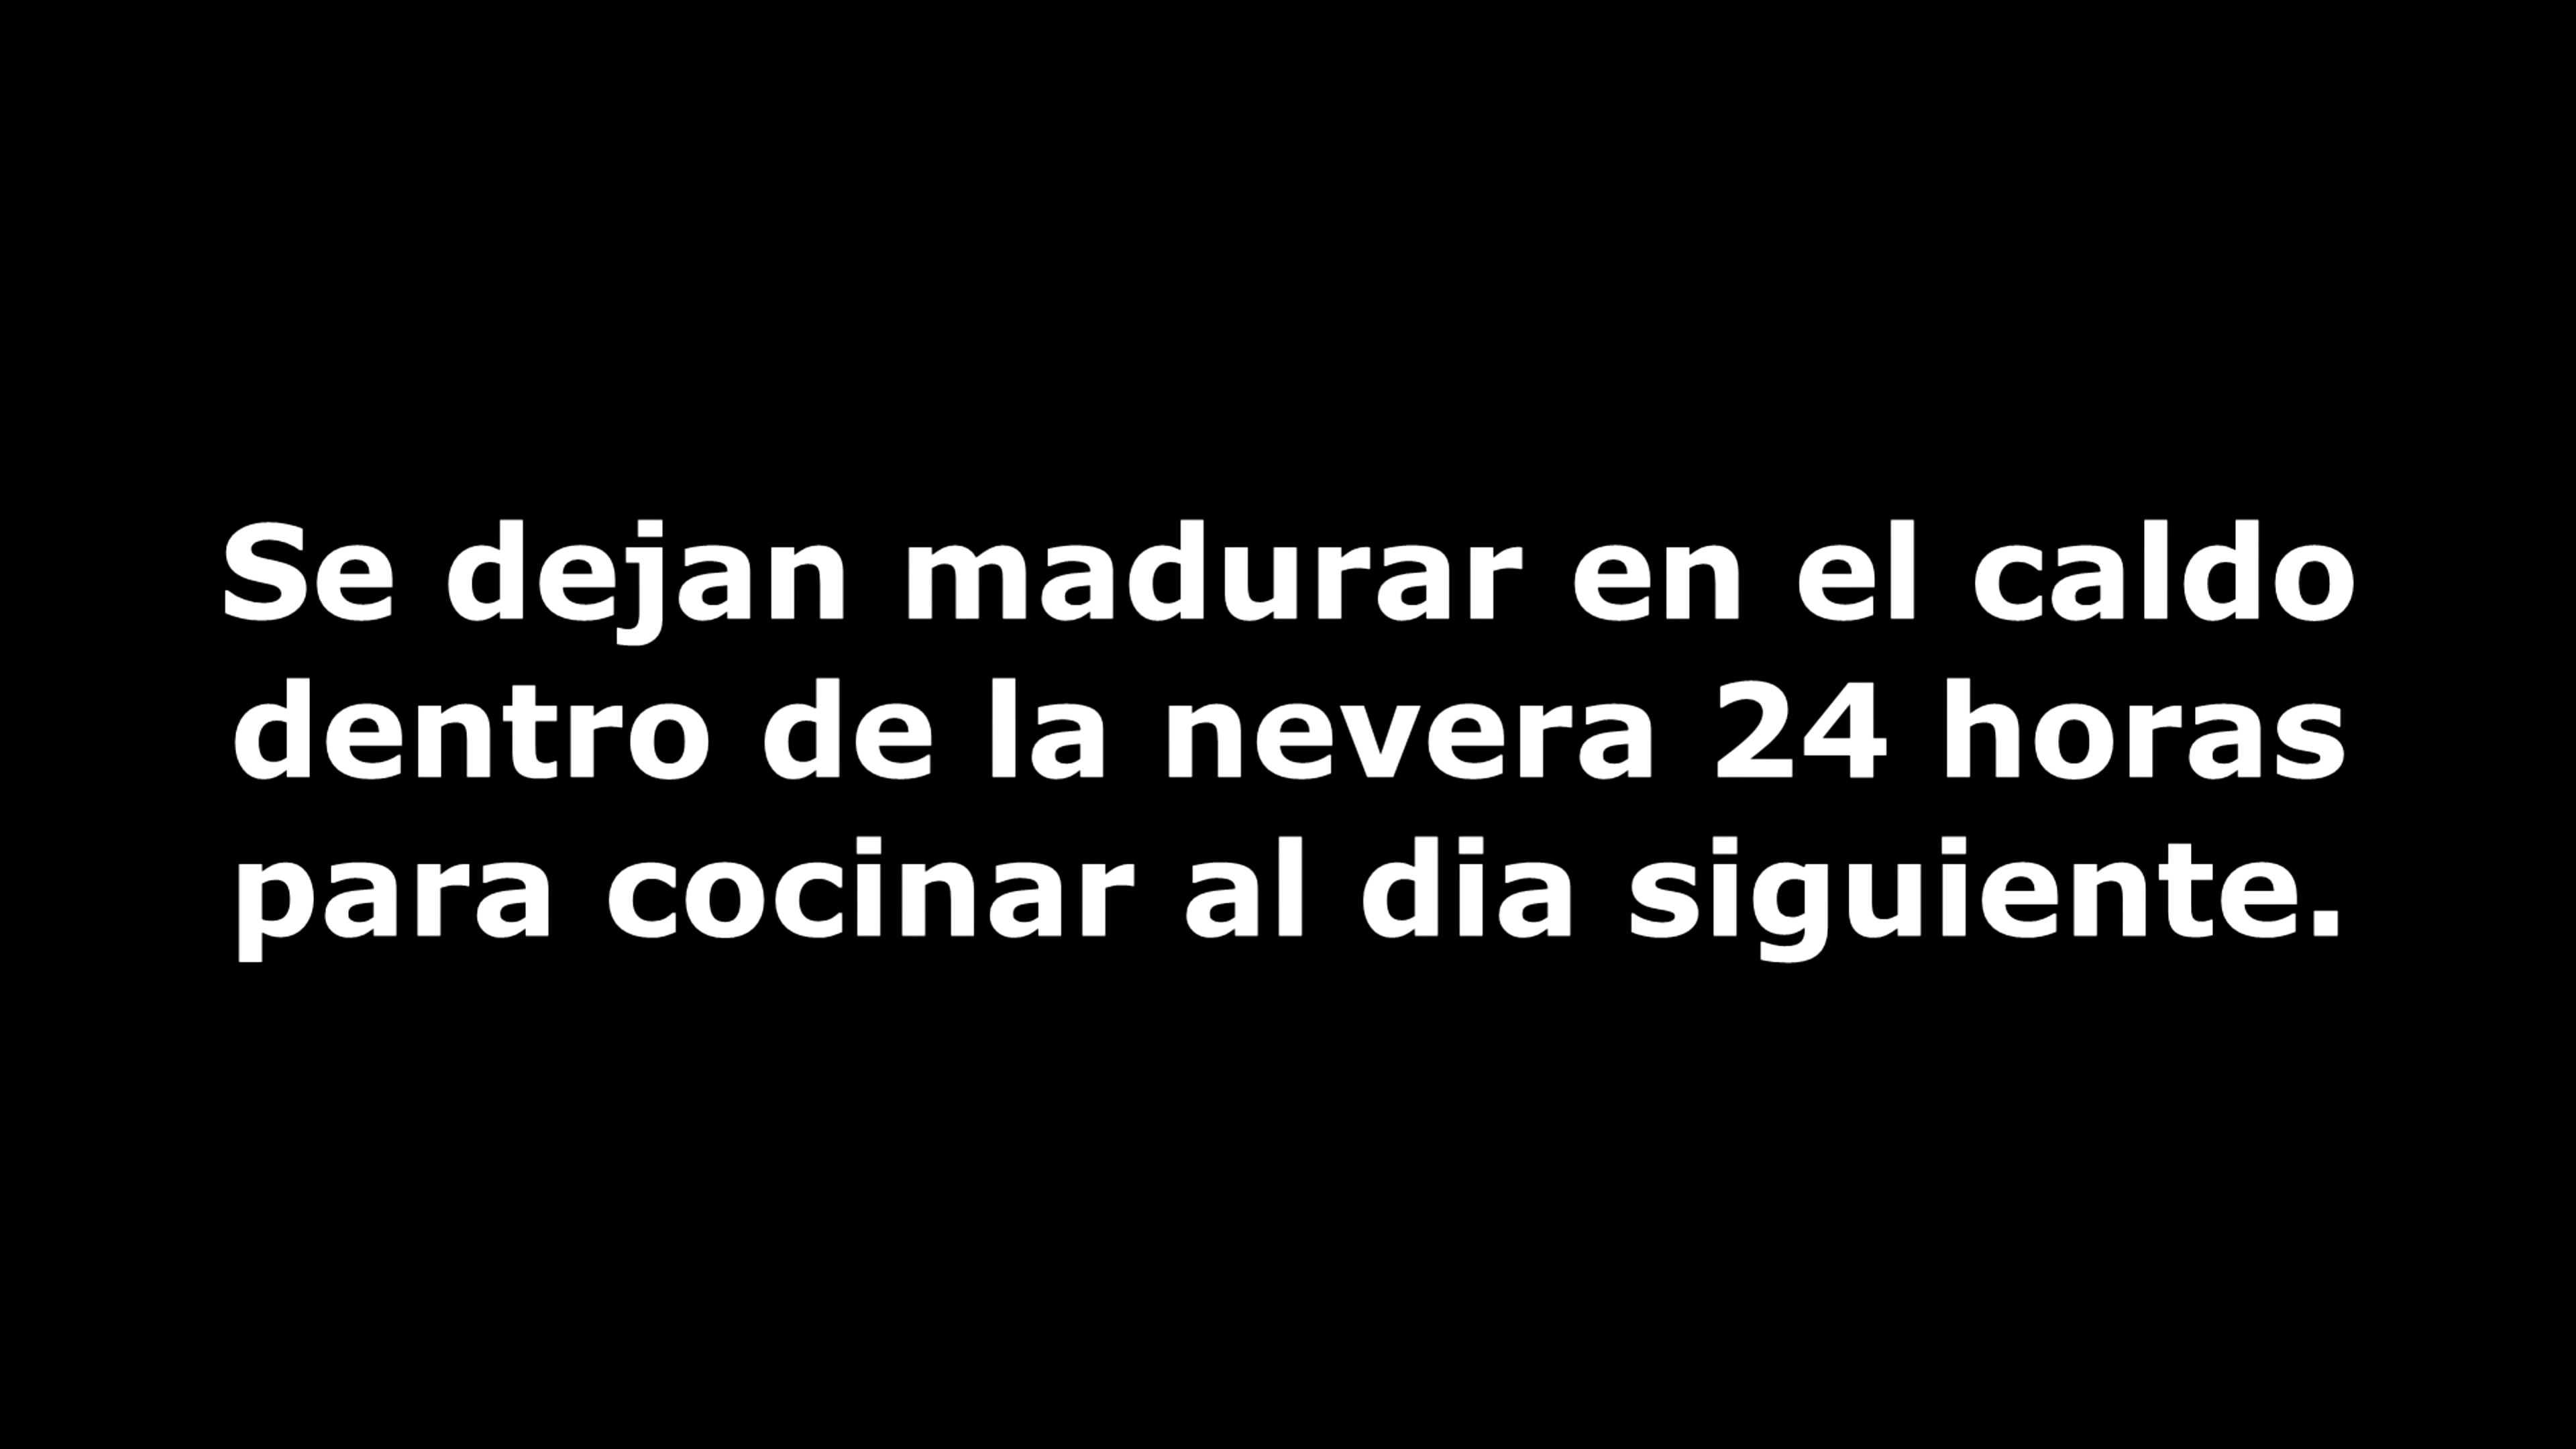 Se dejan madurar en el caldo
dentro de la nevera 24 horas
para cocinar al dia siguiente.